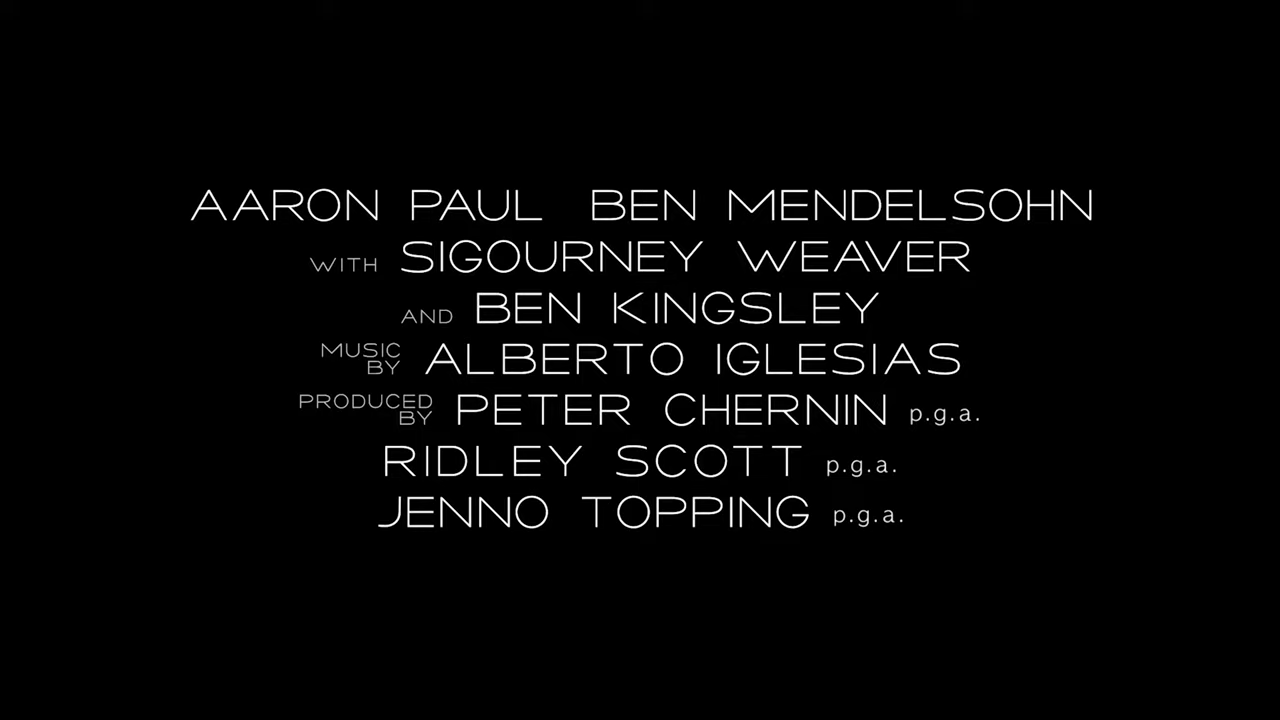 AARON PAUL BEN MENDELSOHN
WITH SIGOURNEY WEAVER
AND BEN KINGSLEY
MUSIC BY ALBERTO IGLESIAS
PRODUCED BY PETER CHERNIN p.g.a.
RIDLEY SCOTT p.g.a.
JENNO TOPPING p.g.a.